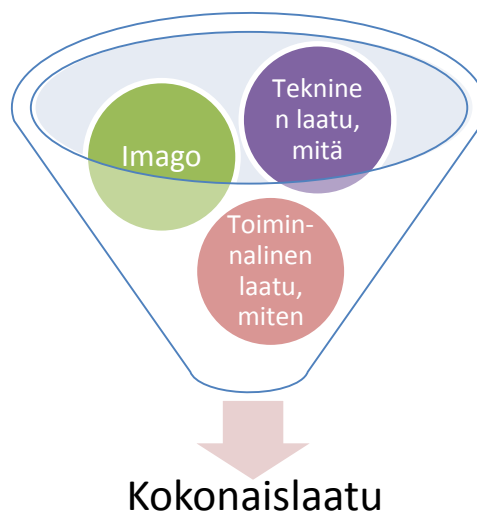 Imago
Teknine
n laatu,
mitä
Toimin-
nalinen
laatu,
miten
Kokonaislaatu